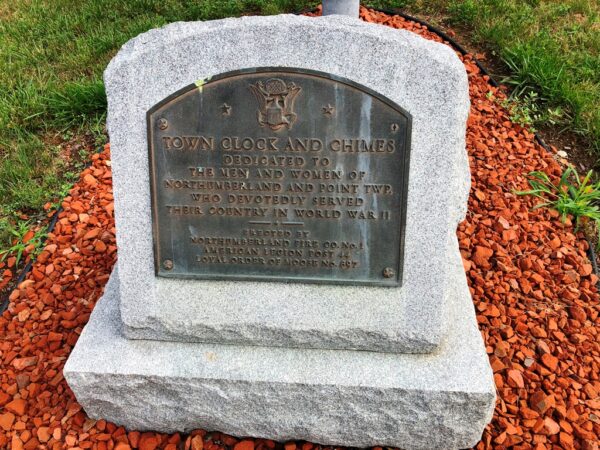 TOWN CLOCK AND CHIMES
DEDICATED TO
THE MEN AND WOMEN OF
NORTHUMBERLAND AND POINT TWP.
WHO DEVOTEDLY SERVED
THEIR COUNTRY IN WORLD WAR II
ERECTED BY
NORTHUMBERLAND FIRE CO. NO. 1
AMERICAN LEGION POST 44
LOYAL ORDER OF MOOSE NO. 897